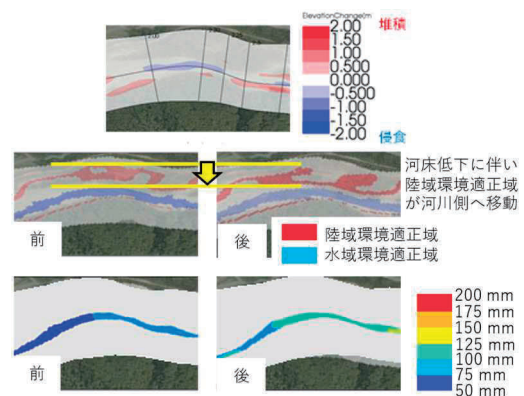 ElevationChange(m
2.00 堆積
1.50
1.00
0.500
0.000
-0.500
-1.00
-1.50
-2.00 侵食
河床低下に伴い
陸域環境適正域
が河川側へ移動
前
後
陸域環境適正域
水域環境適正域
前
後
200 mm
175 mm
150 mm
125 mm
100 mm
75 mm
50 mm